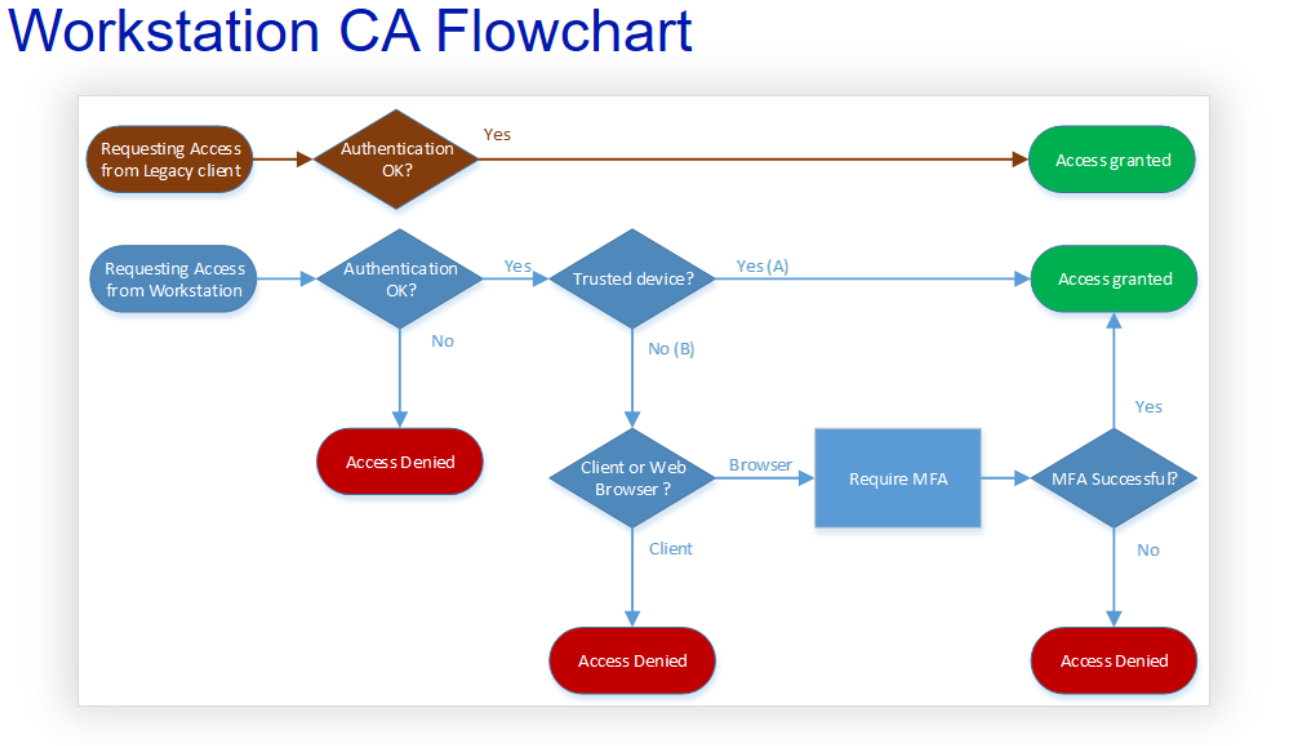 Workstation CA Flowchart
Requesting Access
from Legacy client
Authentication
OK?
Yes
Access granted
Requesting Access
from Workstation
Authentication
OK?
Yes
Trusted device?
Yes (A)
Access granted
No
No (B)
Access Denied
Client or Web
Browser ?
Browser
Require MFA
MFA Successful?
Yes
Client
No
Access Denied
Access Denied